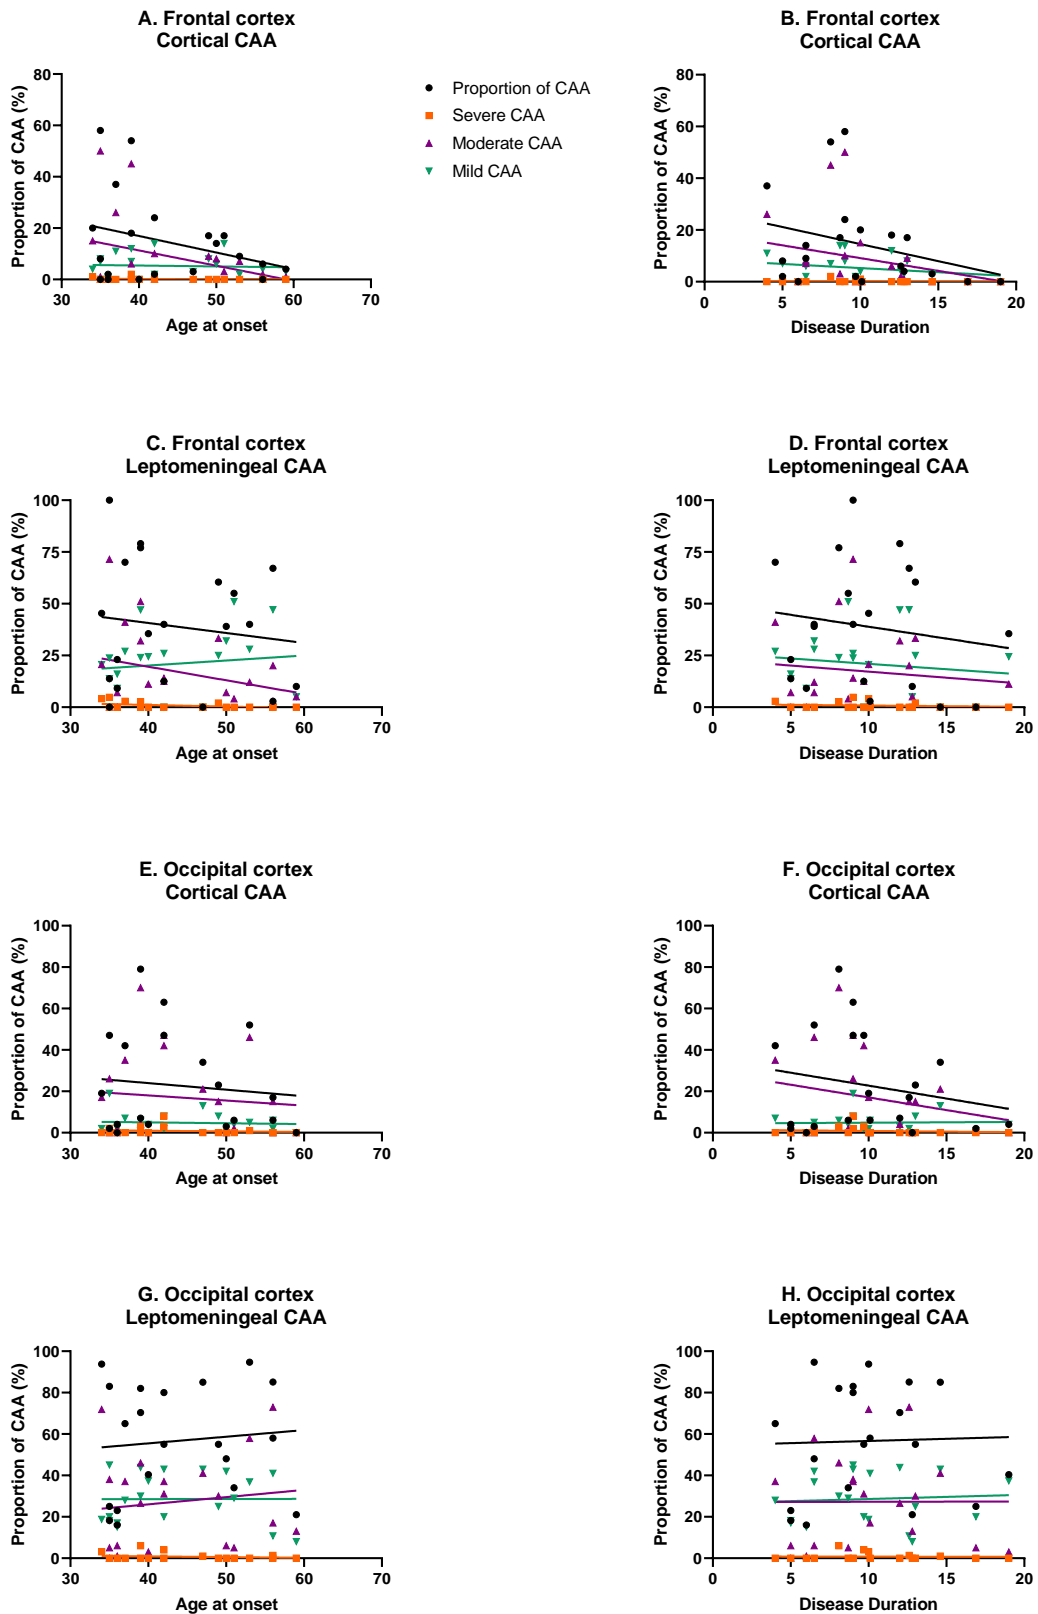 A. Frontal cortex
Cortical CAA
80
60
40
20
0
30 40 50 60 70
Proportion of CAA (%)
Age at onset
Proportion of CAA
Severe CAA
Moderate CAA
Mild CAA
B. Frontal cortex
Cortical CAA
80
60
40
20
0
0 5 10 15 20
Proportion of CAA (%)
Disease Duration
C. Frontal cortex
Leptomeningeal CAA
100
75
50
25
0
30 40 50 60 70
Proportion of CAA (%)
Age at onset
D. Frontal cortex
Leptomeningeal CAA
100
75
50
25
0
0 5 10 15 20
Proportion of CAA (%)
Disease Duration
E. Occipital cortex
Cortical CAA
100
80
60
40
20
0
30 40 50 60 70
Proportion of CAA (%)
Age at onset
F. Occipital cortex
Cortical CAA
100
80
60
40
20
0
0 5 10 15 20
Proportion of CAA (%)
Disease Duration
G. Occipital cortex
Leptomeningeal CAA
100
80
60
40
20
0
30 40 50 60 70
Proportion of CAA (%)
Age at onset
H. Occipital cortex
Leptomeningeal CAA
100
80
60
40
20
0
0 5 10 15 20
Proportion of CAA (%)
Disease Duration